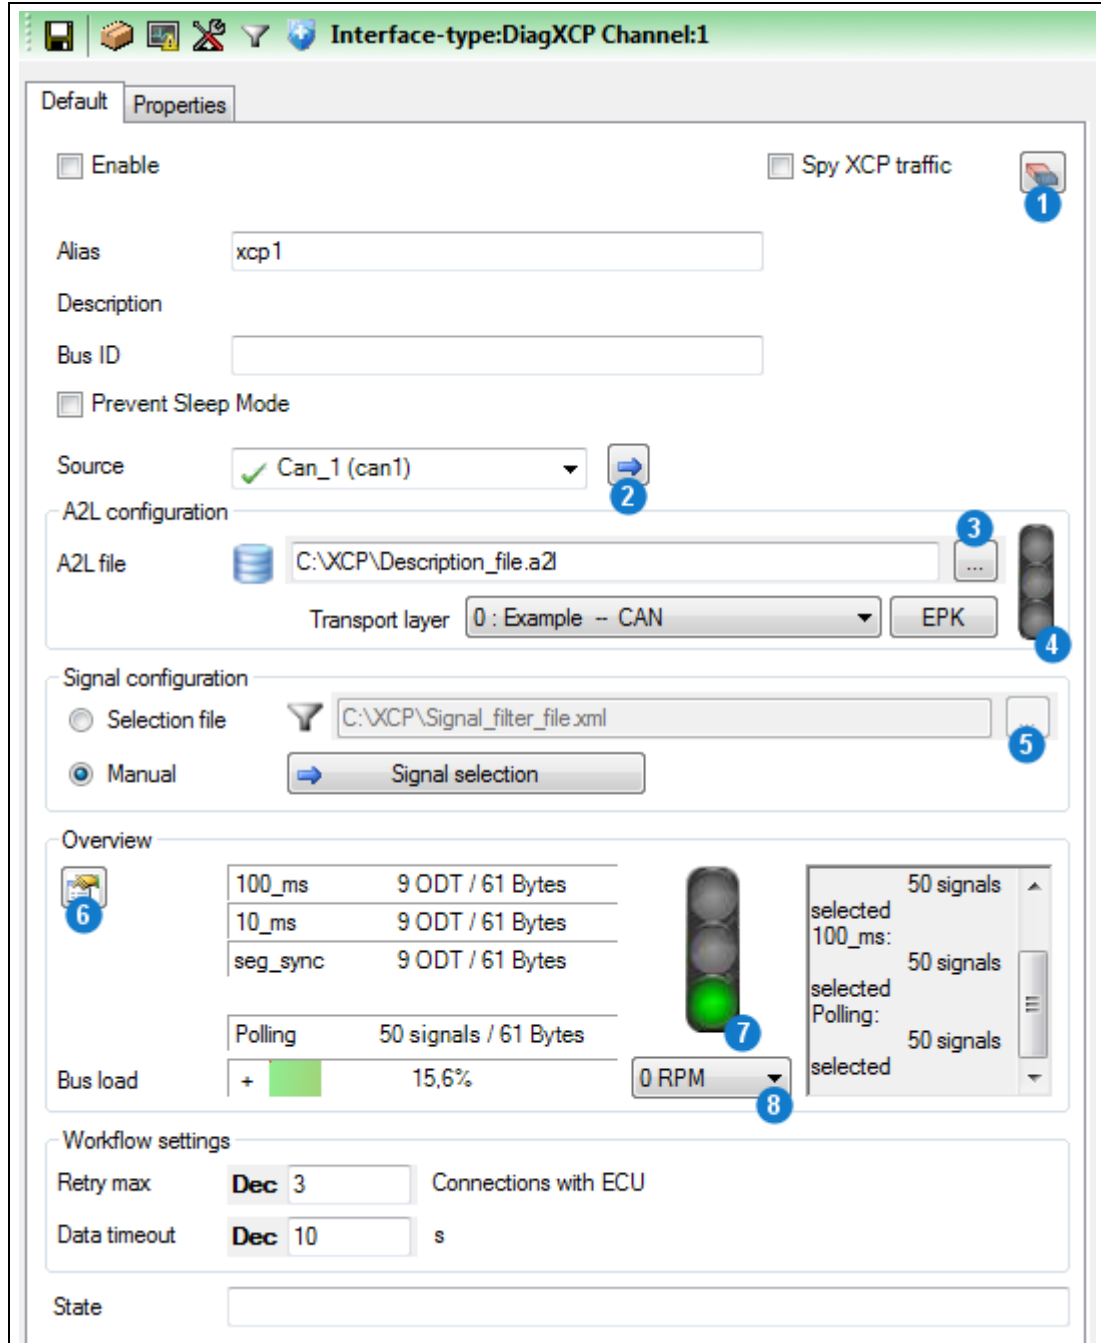 Interface-type:DiagXCP Channel:1
Default Properties
Enable Spy XCP traffic
1
Alias xcp1
Description
Bus ID
Prevent Sleep Mode
Source Can_1 (can1)
2
A2L configuration
3
A2L file C:\XCP\Description_file.a2l ...
Transport layer 0 : Example -- CAN EPK
4
Signal configuration
Selection file C:\XCP\Signal_filter_file.xml ...
5
Manual Signal selection
Overview
6
100_ms 9 ODT / 61 Bytes
10_ms 9 ODT / 61 Bytes
seg_sync 9 ODT / 61 Bytes
Polling 50 signals / 61 Bytes
Bus load + 15,6%
7
0 RPM
8
50 signals
selected
100_ms:
50 signals
selected
Polling:
50 signals
selected
Workflow settings
Retry max Dec 3 Connections with ECU
Data timeout Dec 10 s
State